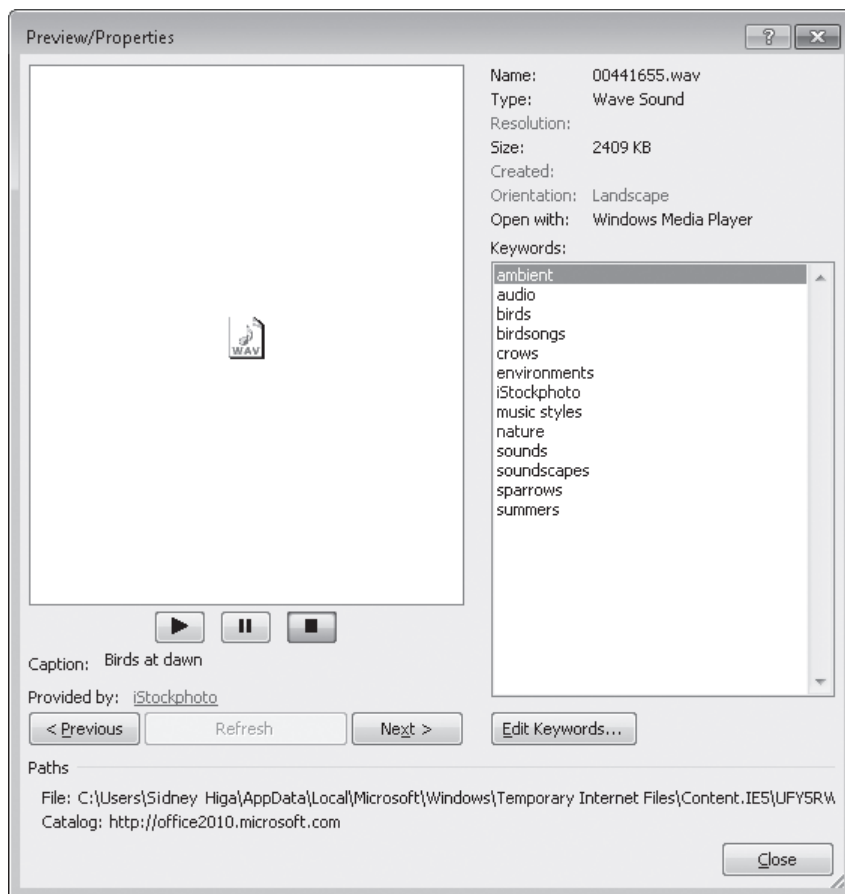 Preview/Properties
Name: 00441655.wav
Type: Wave Sound
Resolution:
Size: 2409 KB
Created:
Orientation: Landscape
Open with: Windows Media Player
Keywords:
ambient
audio
birds
birdsongs
crows
environments
iStockphoto
music styles
nature
sounds
soundscapes
sparrows
summers
WAV
Caption: Birds at dawn
Provided by: iStockphoto
< Previous
Refresh
Next >
Edit Keywords...
Paths
File: C:\Users\Sidney Higa\AppData\Local\Microsoft\Windows\Temporary Internet Files\Content.IE5\UFY5RW
Catalog: http://office2010.microsoft.com
Close